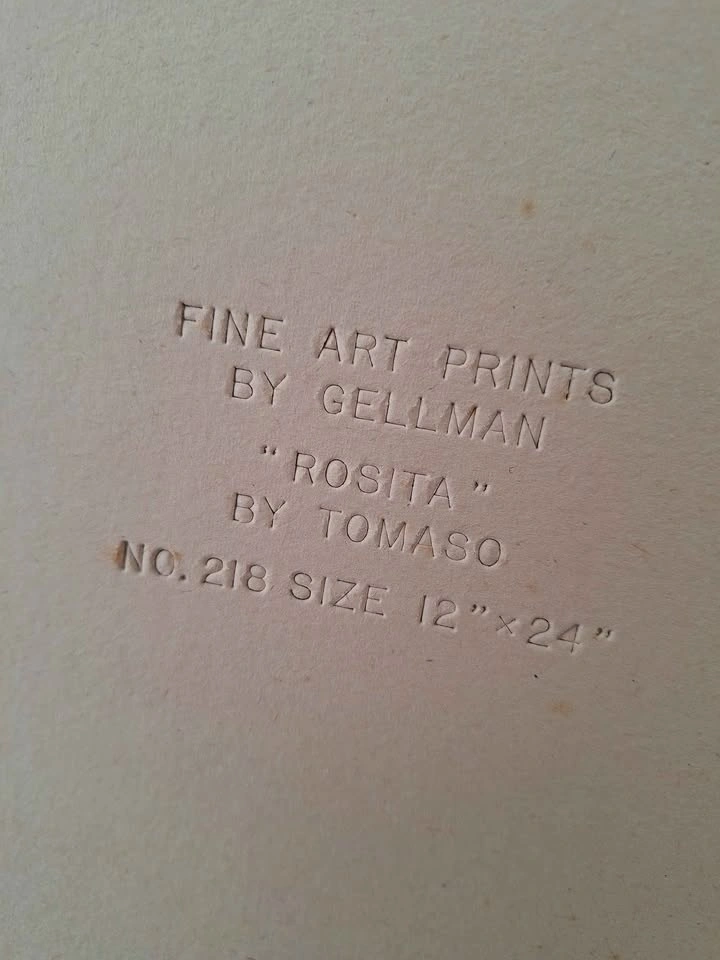 FINE ART PRINTS
BY GELLMAN
"ROSITA"
BY TOMASO
NO. 218 SIZE 12"×24"